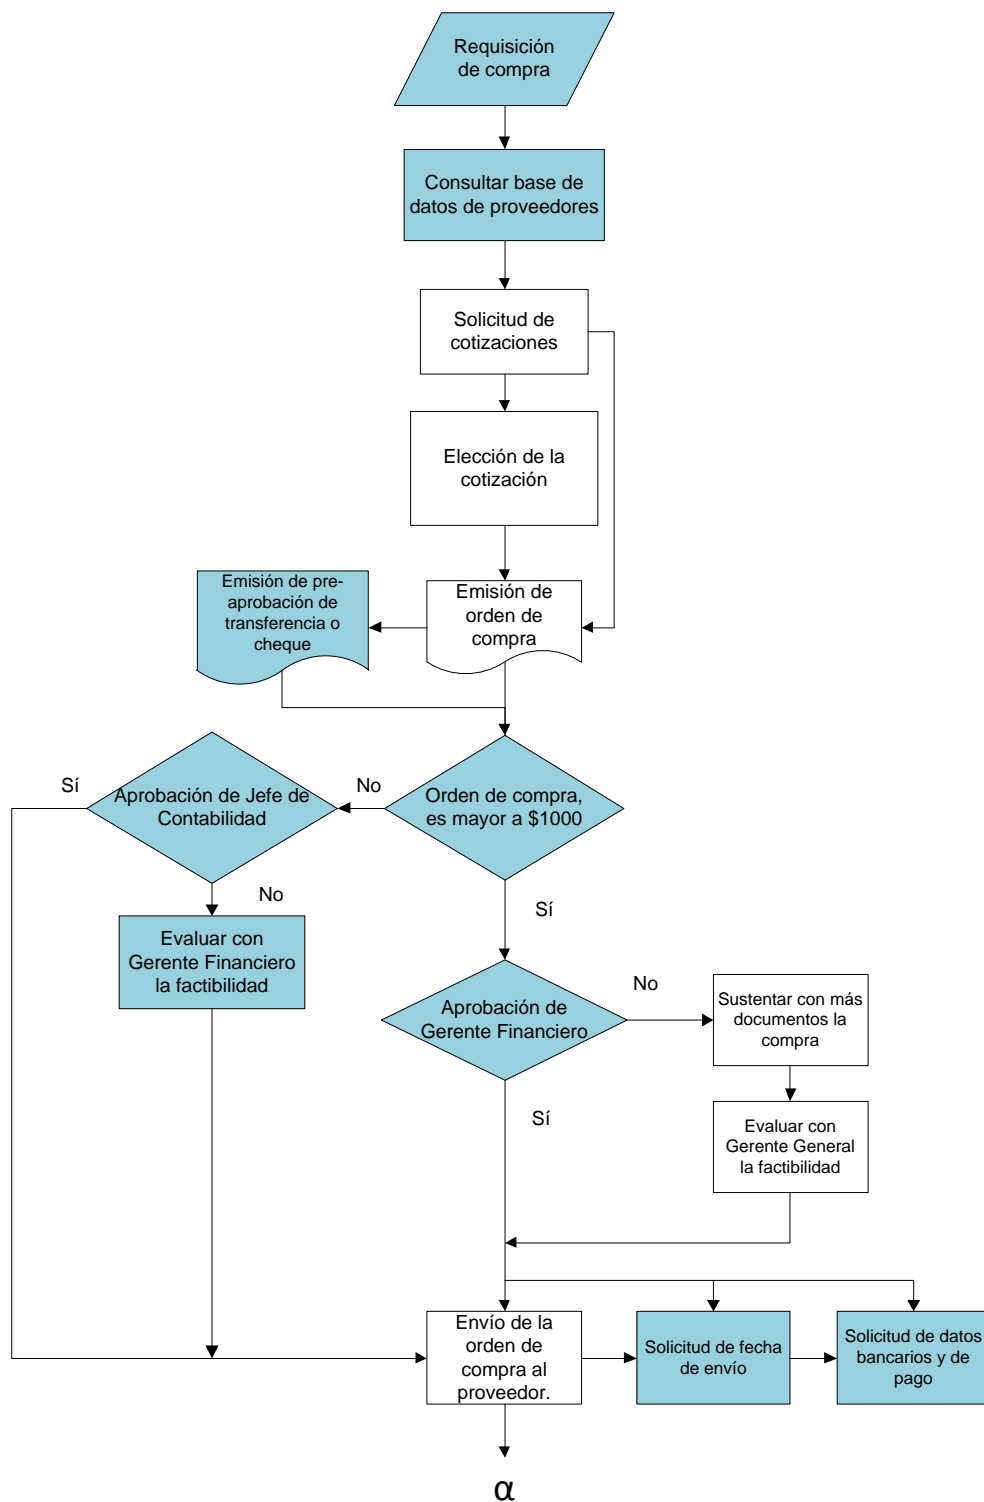 Requisición
de compra
Consultar base de
datos de proveedores
Solicitud de
cotizaciones
Elección de la
cotización
Emisión de pre-
aprobación de
transferencia o
cheque
Emisión de
orden de
compra
Sí
Aprobación de Jefe de
Contabilidad
No
Orden de compra,
es mayor a $1000
No
Sí
Evaluar con
Gerente Financiero
la factibilidad
Aprobación de
Gerente Financiero
No
Sustentar con más
documentos la
compra
Sí
Evaluar con
Gerente General
la factibilidad
Envío de la
orden de
compra al
proveedor.
Solicitud de fecha
de envío
Solicitud de datos
bancarios y de
pago
α